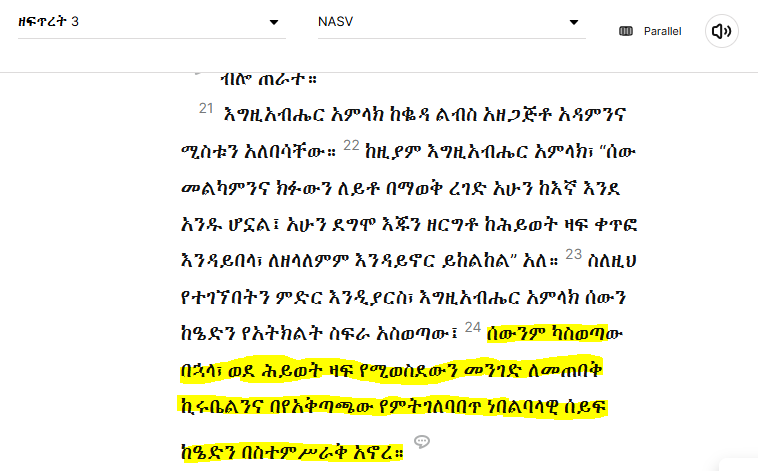 ዘፍጥረት 3
NASV
Parallel
ብሎ ጠራት።
21 እግዚአብሔር አምላክ ከቈዳ ልብስ አዘጋጅቶ አዳምንና
ሚስቱን አለበሳቸው። 22 ከዚያም እግዚአብሔር አምላክ፣ “ሰው
መልካምንና ክፉውን ለይቶ በማወቅ ረገድ አሁን ከእኛ እንደ
አንዱ ሆኗል፤ አሁን ደግሞ እጁን ዘርግቶ ከሕይወት ዛፍ ቀጥፎ
እንዳይበላ፣ ለዘላለምም እንዳይኖር ይከልከል” አለ። 23 ስለዚህ
የተገኘበትን ምድር እንዲያርስ፣ እግዚአብሔር አምላክ ሰውን
ከዔድን የአትክልት ስፍራ አስወጣው፤ 24 ሰውንም ካስወጣው
በኋላ፣ ወደ ሕይወት ዛፍ የሚወስደውን መንገድ ለመጠበቅ
ኪሩቤልንና በየአቅጣጫው የምትገለባበጥ ነበልባላዊ ሰይፍ
ከዔድን በስተምሥራቅ አኖረ።